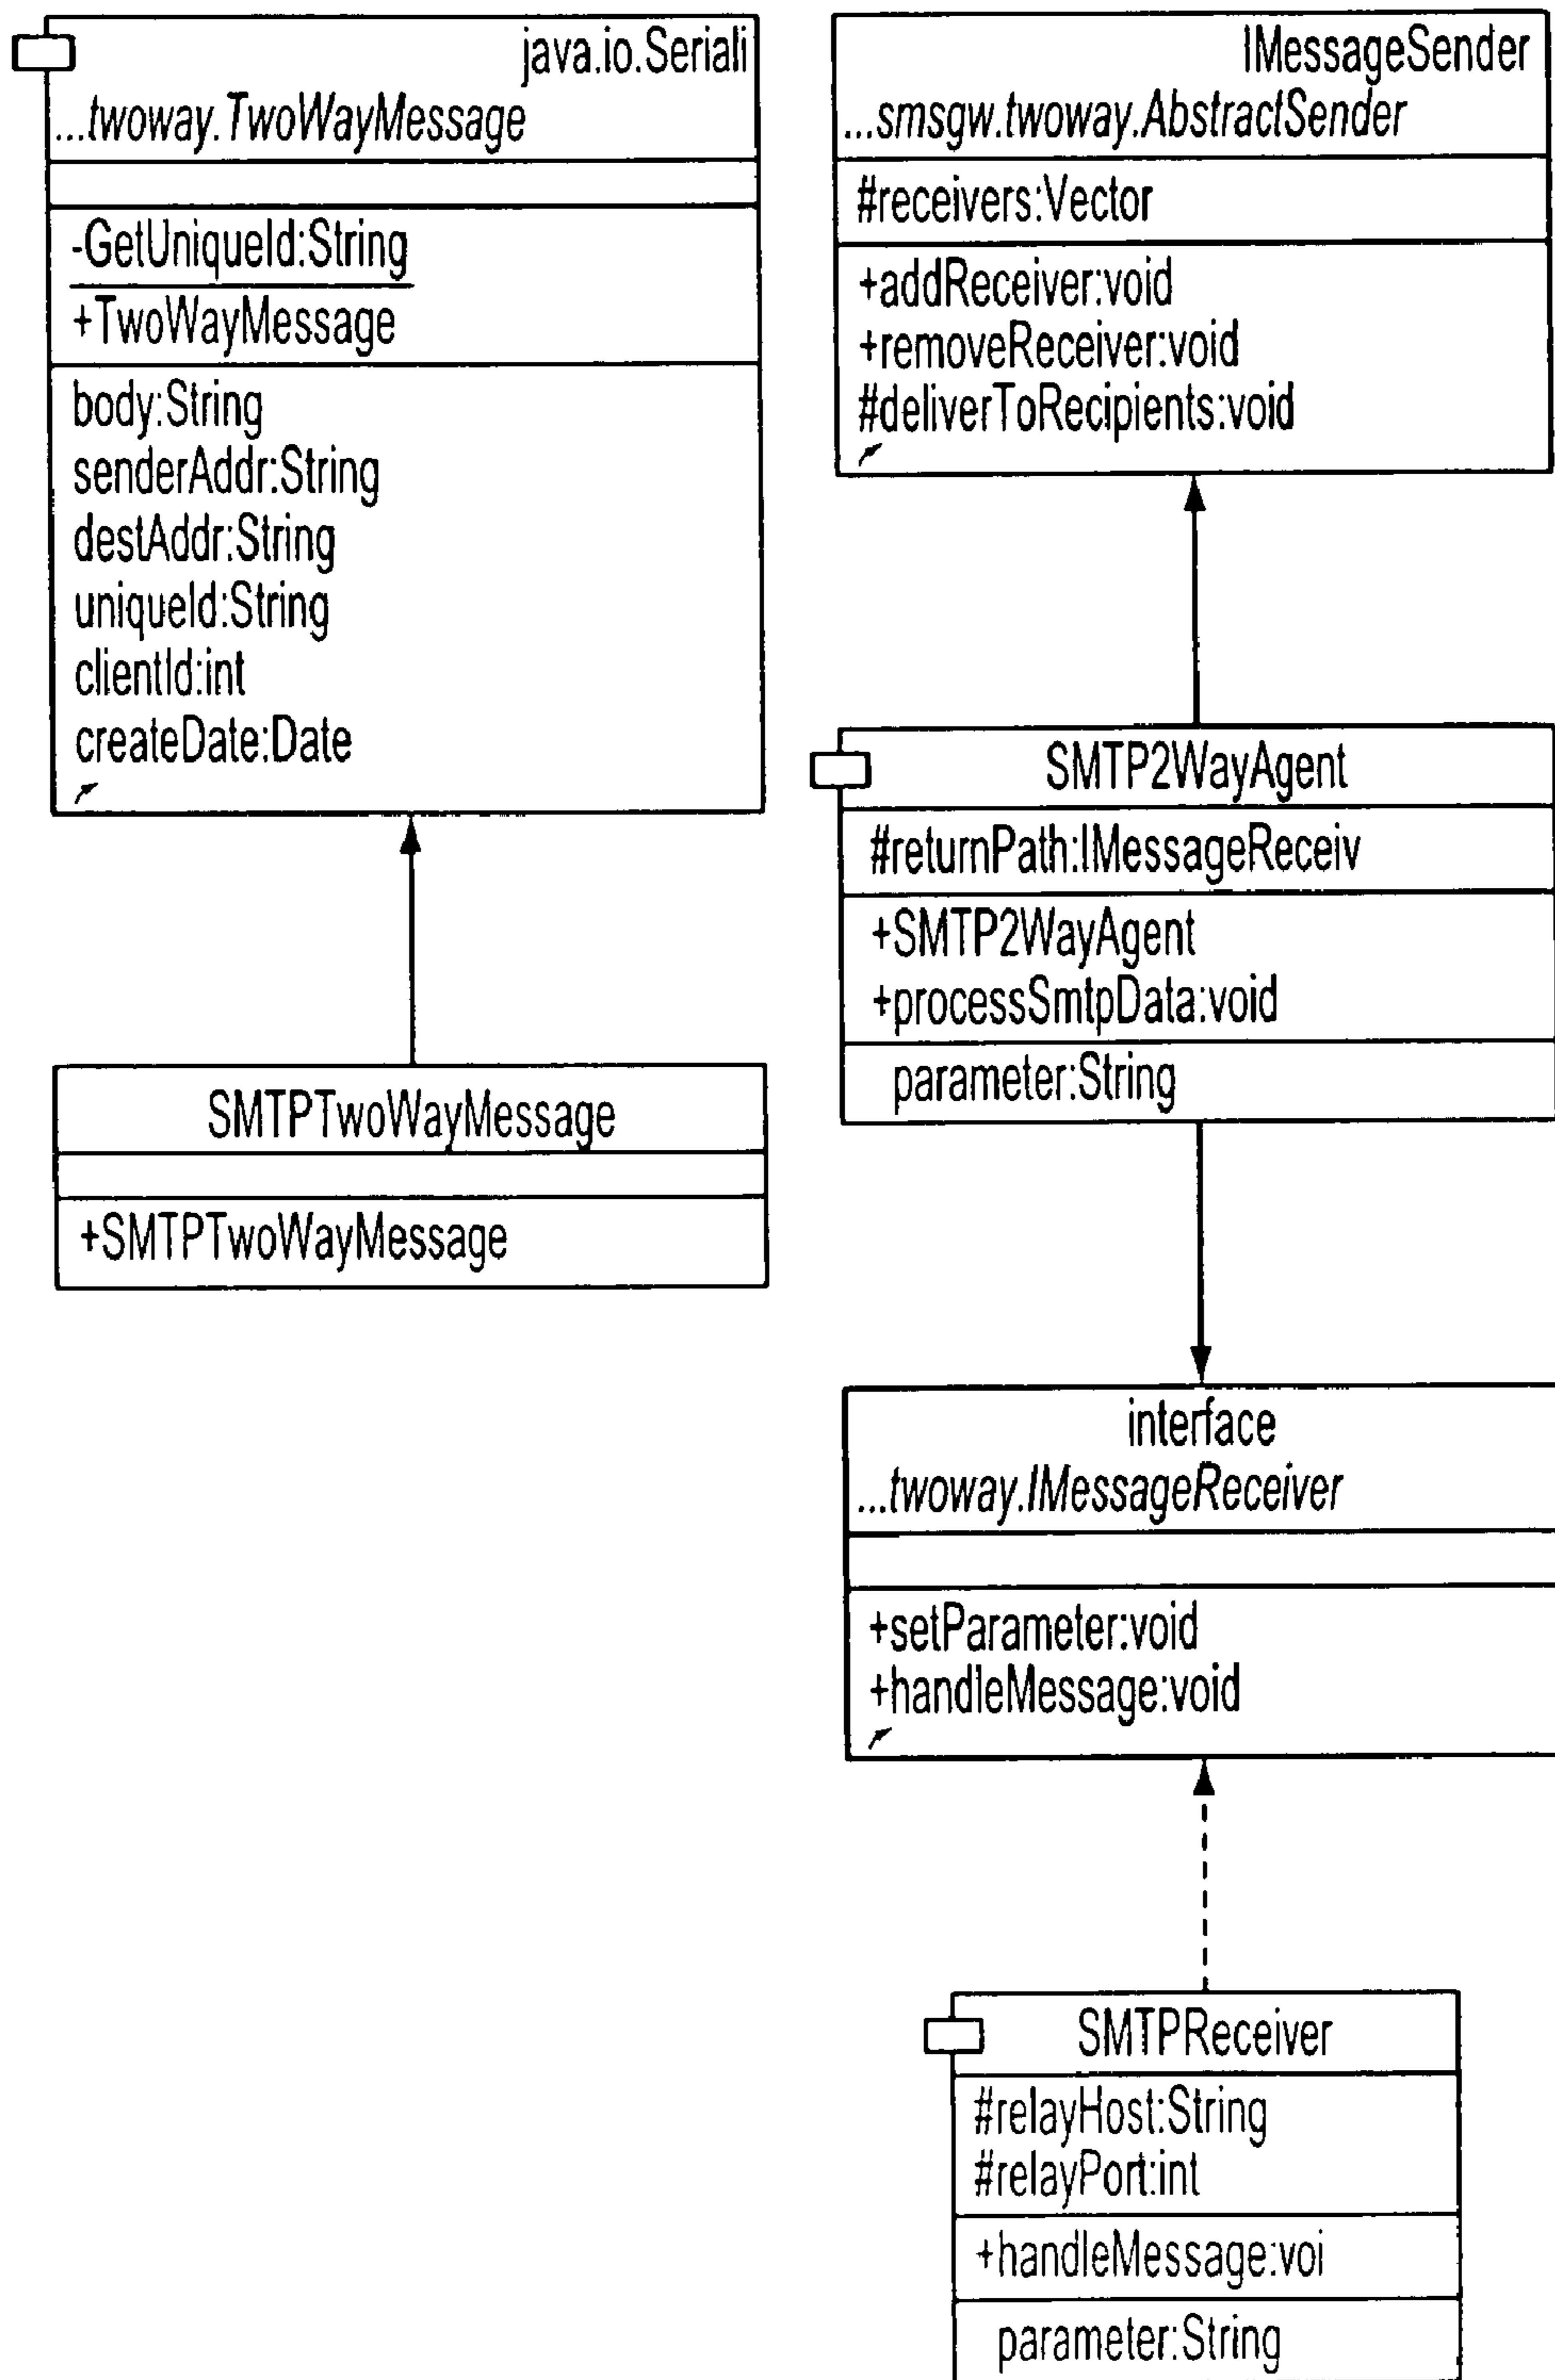 java.io.Seriali
...twoway.TwoWayMessage
-GetUniqueId:String
+TwoWayMessage
body:String
senderAddr:String
destAddr:String
uniqueId:String
clientId:int
createDate:Date
SMTPTwoWayMessage
+SMTPTwoWayMessage
IMessageSender
...smsgw.twoway.AbstractSender
#receivers:Vector
+addReceiver:void
+removeReceiver:void
#deliverToRecipients:void
SMTP2WayAgent
#returnPath:IMessageReceiv
+SMTP2WayAgent
+processSmtpData:void
parameter:String
interface
...twoway.IMessageReceiver
+setParameter:void
+handleMessage:void
SMTPReceiver
#relayHost:String
#relayPort:int
+handleMessage:voi
parameter:String